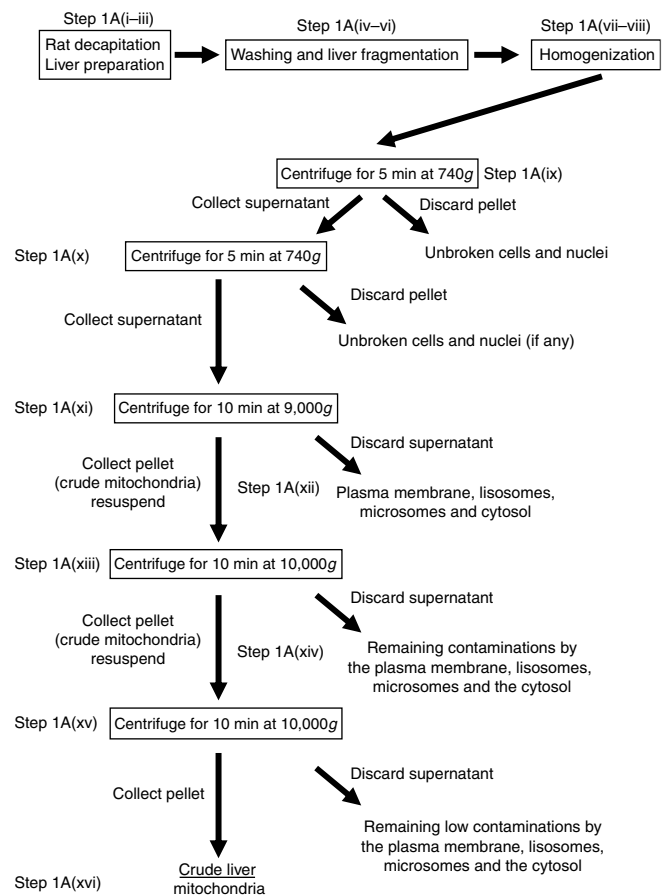 Step 1A(i–iii)
Rat decapitation
Liver preparation
Step 1A(iv–vi)
Washing and liver fragmentation
Step 1A(vii–viii)
Homogenization
Centrifuge for 5 min at 740g
Step 1A(ix)
Collect supernatant
Discard pellet
Unbroken cells and nuclei
Step 1A(x)
Centrifuge for 5 min at 740g
Discard pellet
Collect supernatant
Unbroken cells and nuclei (if any)
Step 1A(xi)
Centrifuge for 10 min at 9,000g
Discard supernatant
Collect pellet
(crude mitochondria)
resuspend
Step 1A(xii)
Plasma membrane, lisosomes,
microsomes and cytosol
Step 1A(xiii)
Centrifuge for 10 min at 10,000g
Discard supernatant
Collect pellet
(crude mitochondria)
resuspend
Step 1A(xiv)
Remaining contaminations by
the plasma membrane, lisosomes,
microsomes and the cytosol
Step 1A(xv)
Centrifuge for 10 min at 10,000g
Discard supernatant
Collect pellet
Remaining low contaminations by
the plasma membrane, lisosomes,
microsomes and the cytosol
Step 1A(xvi)
Crude liver
mitochondria